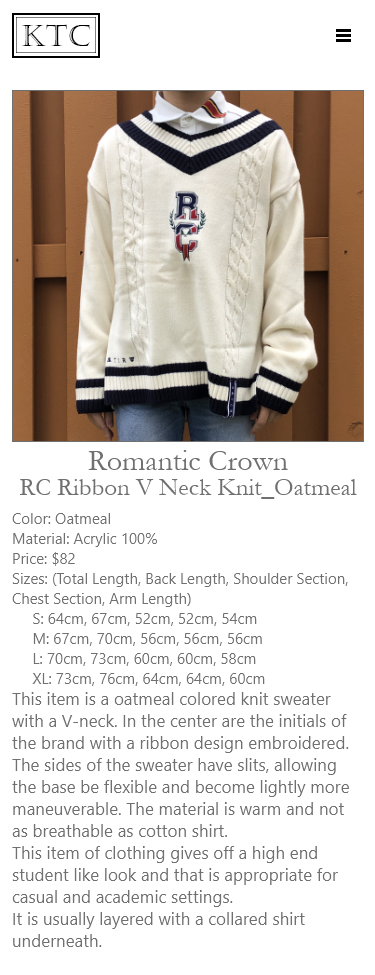 KTC
R
C
Romantic Crown
RC Ribbon V Neck Knit_Oatmeal
Color: Oatmeal
Material: Acrylic 100%
Price: $82
Sizes: (Total Length, Back Length, Shoulder Section,
Chest Section, Arm Length)
S: 64cm, 67cm, 52cm, 52cm, 54cm
M: 67cm, 70cm, 56cm, 56cm, 56cm
L: 70cm, 73cm, 60cm, 60cm, 58cm
XL: 73cm, 76cm, 64cm, 64cm, 60cm
This item is a oatmeal colored knit sweater
with a V-neck. In the center are the initials of
the brand with a ribbon design embroidered.
The sides of the sweater have slits, allowing
the base be flexible and become lightly more
maneuverable. The material is warm and not
as breathable as cotton shirt.
This item of clothing gives off a high end
student like look and that is appropriate for
casual and academic settings.
It is usually layered with a collared shirt
underneath.